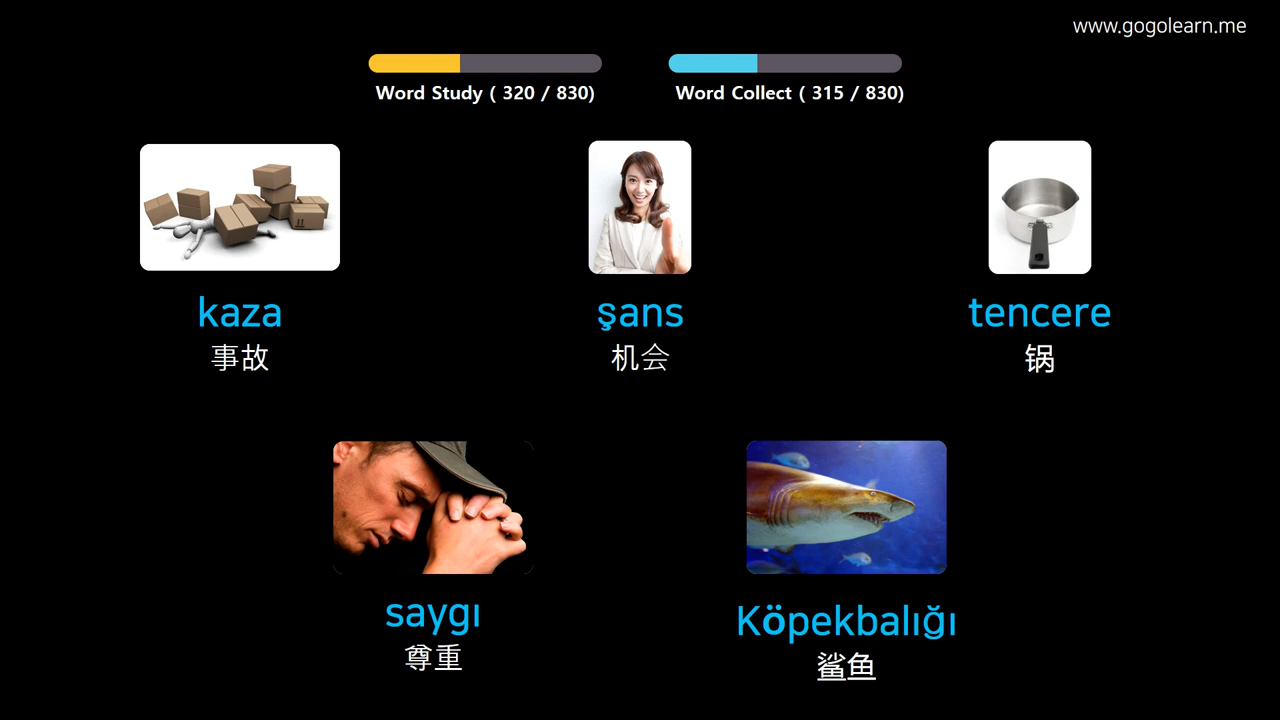 www.gogolearn.me
Word Study ( 320 / 830)
Word Collect ( 315 / 830)
kaza
事故
şans
机会
tencere
锅
saygı
尊重
Köpekbalığı
鲨鱼